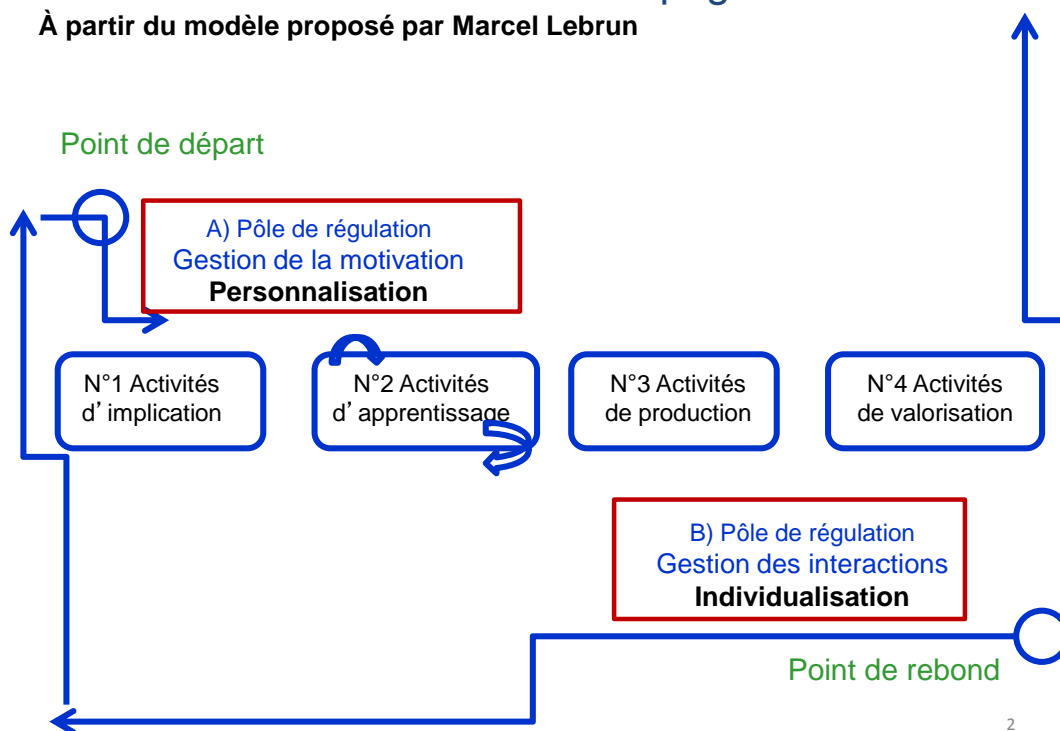 À partir du modèle proposé par Marcel Lebrun
Point de départ
A) Pôle de régulation
Gestion de la motivation
Personnalisation
N°1 Activités
d’implication
N°2 Activités
d’apprentissage
N°3 Activités
de production
N°4 Activités
de valorisation
B) Pôle de régulation
Gestion des interactions
Individualisation
Point de rebond
2